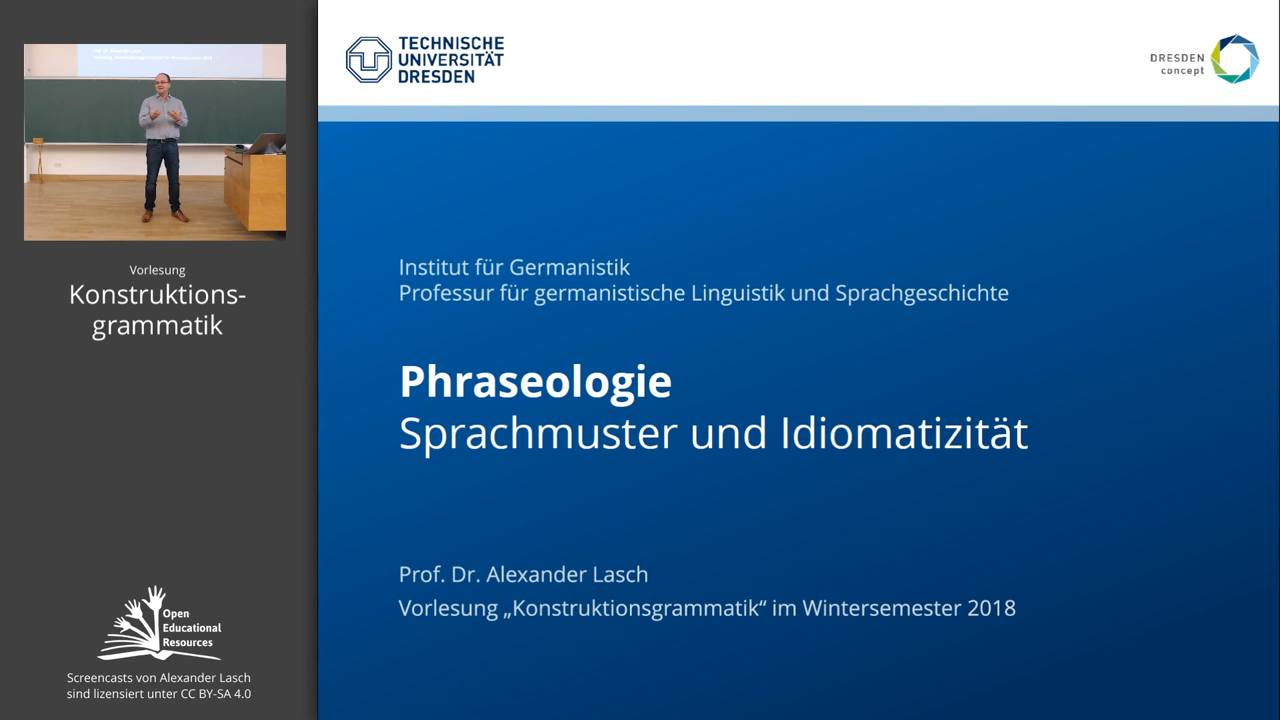 Vorlesung
Konstruktions-
grammatik
Open
Educational
Resources
Screencasts von Alexander Lasch
sind lizensiert unter CC BY-SA 4.0
TECHNISCHE
UNIVERSITÄT
DRESDEN
DRESDEN
concept
Institut für Germanistik
Professur für germanistische Linguistik und Sprachgeschichte
Phraseologie
Sprachmuster und Idiomatizität
Prof. Dr. Alexander Lasch
Vorlesung „Konstruktionsgrammatik“ im Wintersemester 2018